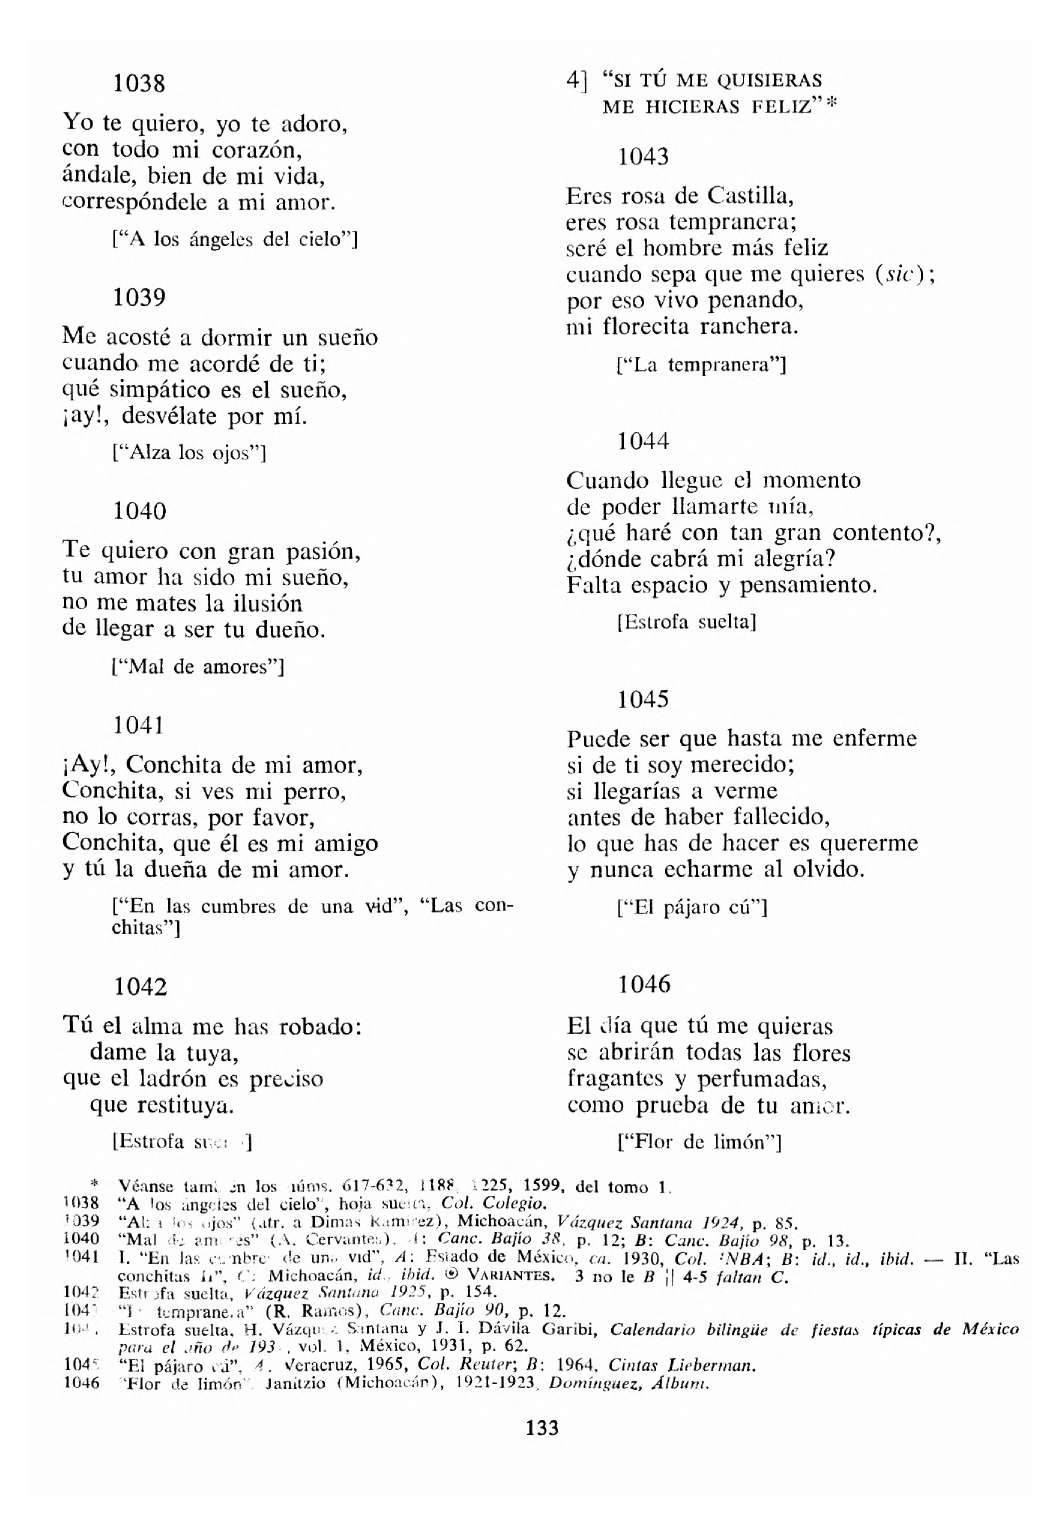 1038
Yo te quiero, yo te adoro,
con todo mi corazón,
ándale, bien de mi vida,
correspóndele a mi amor.
[“A los ángeles del cielo”]
1039
Me acosté a dormir un sueño
cuando me acordé de ti;
qué simpático es el sueño,
¡ay!, desvélate por mí.
[“Alza los ojos”]
1040
Te quiero con gran pasión,
tu amor ha sido mi sueño,
no me mates la ilusión
de llegar a ser tu dueño.
[“Mal de amores”]
1041
¡Ay!, Conchita de mi amor,
Conchita, si ves mi perro,
no lo corras, por favor,
Conchita, que él es mi amigo
y tú la dueña de mi amor.
[“En las cumbres de una vid”, “Las con-
chitas”]
1042
Tú el alma me has robado:
dame la tuya,
que el ladrón es preciso
que restituya.
[Estrofa ]
4] “SI TÚ ME QUISIERAS
ME HICIERAS FELIZ”*
1043
Eres rosa de Castilla,
eres rosa tempranera;
seré el hombre más feliz
cuando sepa que me quieres (sic);
por eso vivo penando,
mi florecita ranchera.
[“La tempranera”]
1044
Cuando llegue el momento
de poder llamarte mía,
¿qué haré con tan gran contento?,
¿dónde cabrá mi alegría?
Falta espacio y pensamiento.
[Estrofa suelta]
1045
Puede ser que hasta me enferme
si de ti soy merecido;
si llegarías a verme
antes de haber fallecido,
lo que has de hacer es quererme
y nunca echarme al olvido.
[“El pájaro cú”]
1046
El día que tú me quieras
se abrirán todas las flores
fragantes y perfumadas,
como prueba de tu amor.
[“Flor de limón”]
* Véanse también los núms. 617-632, 1188, 1225, 1599, del tomo 1.
1038 “A los ángeles del cielo”, hoja suelta, Col. Colegio.
1039 “Alza los ojos” (atr. a Dimas Ramírez), Michoacán, Vázquez Santana 1924, p. 85.
1040 “Mal de amores” (A. Cervantes). A: Canc. Bajío 38, p. 12; B: Canc. Bajío 98, p. 13.
1041 I. “En las cumbres de una vid”, A: Estado de México, ca. 1930, Col. INBA; B: id., id., ibid. — II. “Las
conchitas II”, C: Michoacán, id., ibid. ® VARIANTES. 3 no le B || 4-5 faltan C.
1042 Estrofa suelta, Vázquez Santana 1925, p. 154.
1043 “La tempranera” (R. Ramos), Canc. Bajío 90, p. 12.
1044 Estrofa suelta, H. Vázquez Santana y J. I. Dávila Garibi, Calendario bilingüe de fiestas típicas de México
para el año de 193 , vol. 1, México, 1931, p. 62.
1045 “El pájaro cú”, A. Veracruz, 1965, Col. Reuter; B: 1964, Cintas Lieberman.
1046 “Flor de limón” Janitzio (Michoacán), 1921-1923, Domínguez, Álbum.
133